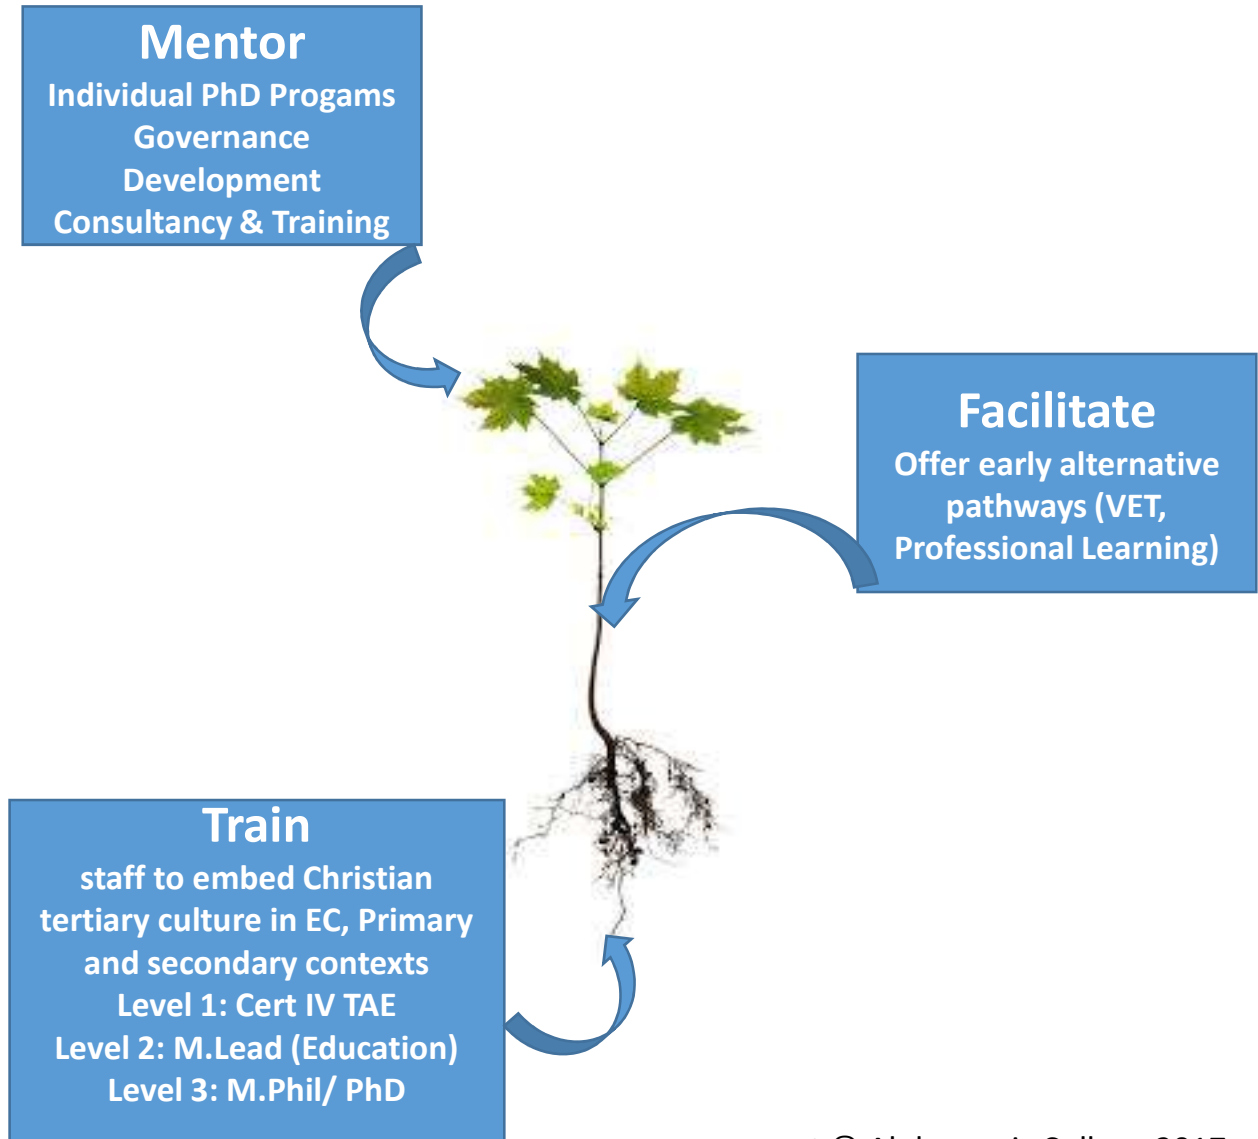 Mentor
Individual PhD Progams
Governance
Development
Consultancy & Training
Facilitate
Offer early alternative
pathways (VET,
Professional Learning)
Train
staff to embed Christian
tertiary culture in EC, Primary
and secondary contexts
Level 1: Cert IV TAE
Level 2: M.Lead (Education)
Level 3: M.Phil/ PhD